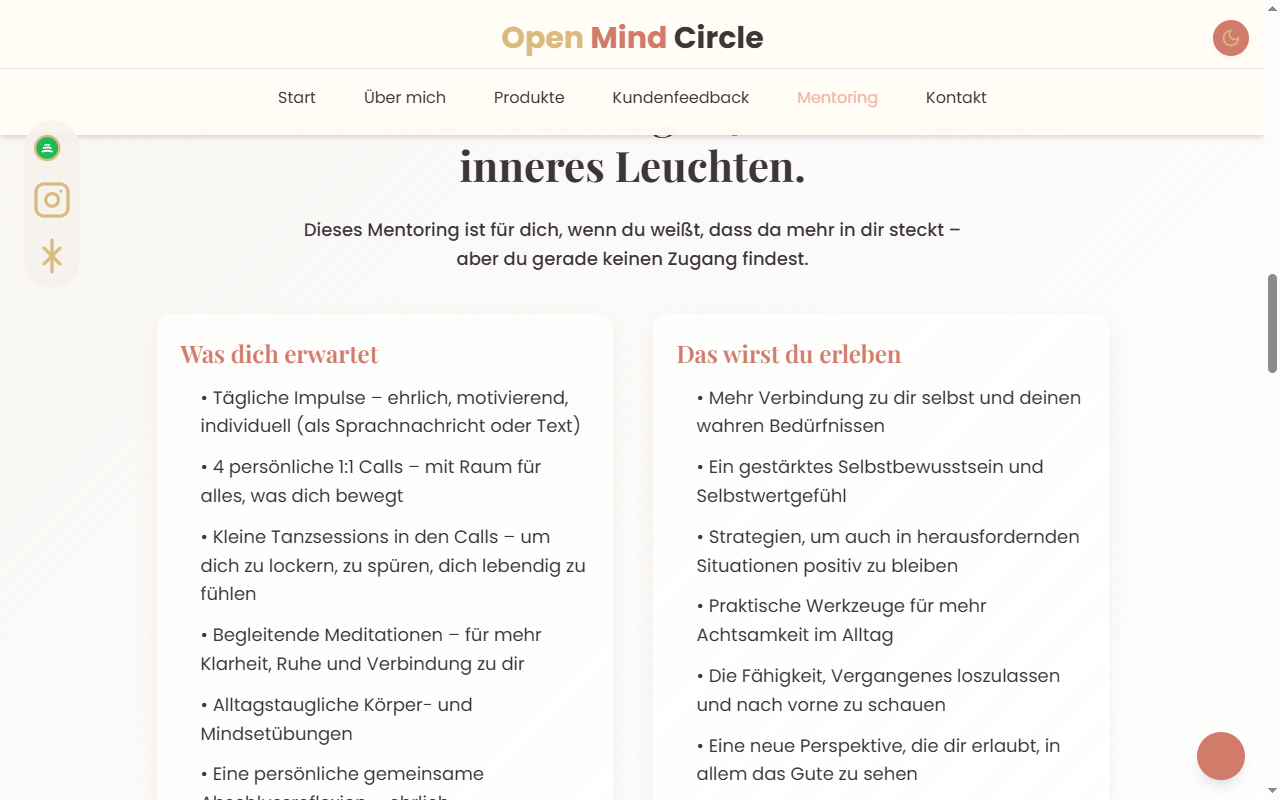 Open Mind Circle
Start Über mich Produkte Kundenfeedback Mentoring Kontakt
inneres Leuchten.
Dieses Mentoring ist für dich, wenn du weißt, dass da mehr in dir steckt –
aber du gerade keinen Zugang findest.
Was dich erwartet
• Tägliche Impulse – ehrlich, motivierend,
individuell (als Sprachnachricht oder Text)
• 4 persönliche 1:1 Calls – mit Raum für
alles, was dich bewegt
• Kleine Tanzsessions in den Calls – um
dich zu lockern, zu spüren, dich lebendig zu
fühlen
• Begleitende Meditationen – für mehr
Klarheit, Ruhe und Verbindung zu dir
• Alltagstaugliche Körper- und
Mindsetübungen
• Eine persönliche gemeinsame
Abschlussreflexion – ehrlich,
Das wirst du erleben
• Mehr Verbindung zu dir selbst und deinen
wahren Bedürfnissen
• Ein gestärktes Selbstbewusstsein und
Selbstwertgefühl
• Strategien, um auch in herausfordernden
Situationen positiv zu bleiben
• Praktische Werkzeuge für mehr
Achtsamkeit im Alltag
• Die Fähigkeit, Vergangenes loszulassen
und nach vorne zu schauen
• Eine neue Perspektive, die dir erlaubt, in
allem das Gute zu sehen